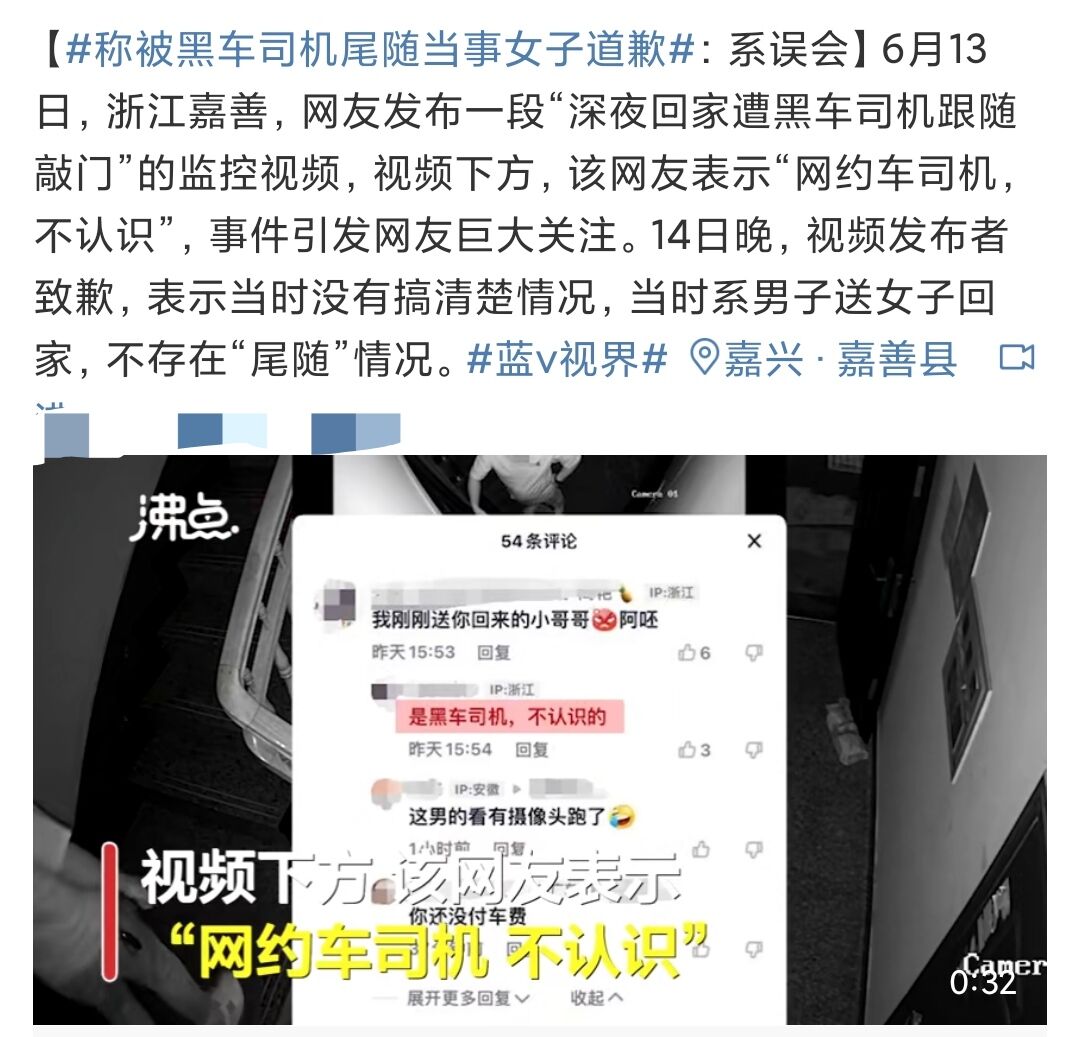 【#称被黑车司机尾随当事女子道歉#：系误会】6月13
日，浙江嘉善，网友发布一段“深夜回家遭黑车司机跟随
敲门”的监控视频，视频下方，该网友表示“网约车司机，
不认识”，事件引发网友巨大关注。14日晚，视频发布者
致歉，表示当时没有搞清楚情况，当时系男子送女子回
家，不存在“尾随”情况。#蓝v视界# 嘉兴·嘉善县
沸点
Camera 01
54条评论
IP:浙江
我刚刚送你回来的小哥哥😡阿呸
昨天15:53 回复 6
IP:浙江
是黑车司机，不认识的
昨天15:54 回复 3
IP:安徽
这男的看有摄像头跑了🤣
1小时前 回复
视频下方 该网友表示
你还没付车费
“网约车司机 不认识”
Camer
0:32
展开更多回复 收起